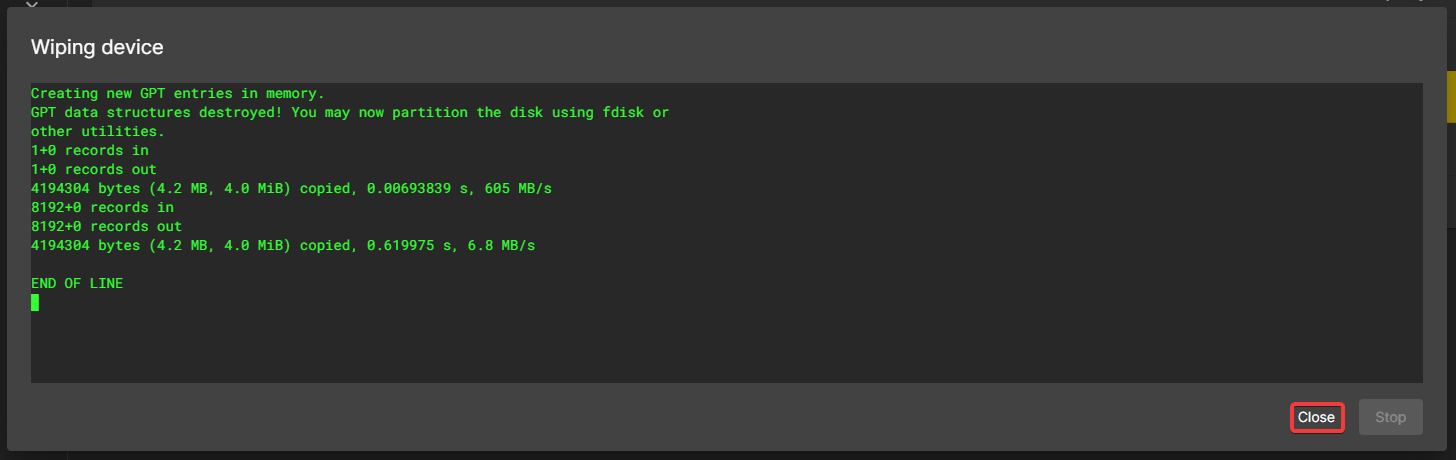 Wiping device
Creating new GPT entries in memory.
GPT data structures destroyed! You may now partition the disk using fdisk or
other utilities.
1+0 records in
1+0 records out
4194304 bytes (4.2 MB, 4.0 MiB) copied, 0.00693839 s, 605 MB/s
8192+0 records in
8192+0 records out
4194304 bytes (4.2 MB, 4.0 MiB) copied, 0.619975 s, 6.8 MB/s
END OF LINE
Close
Stop